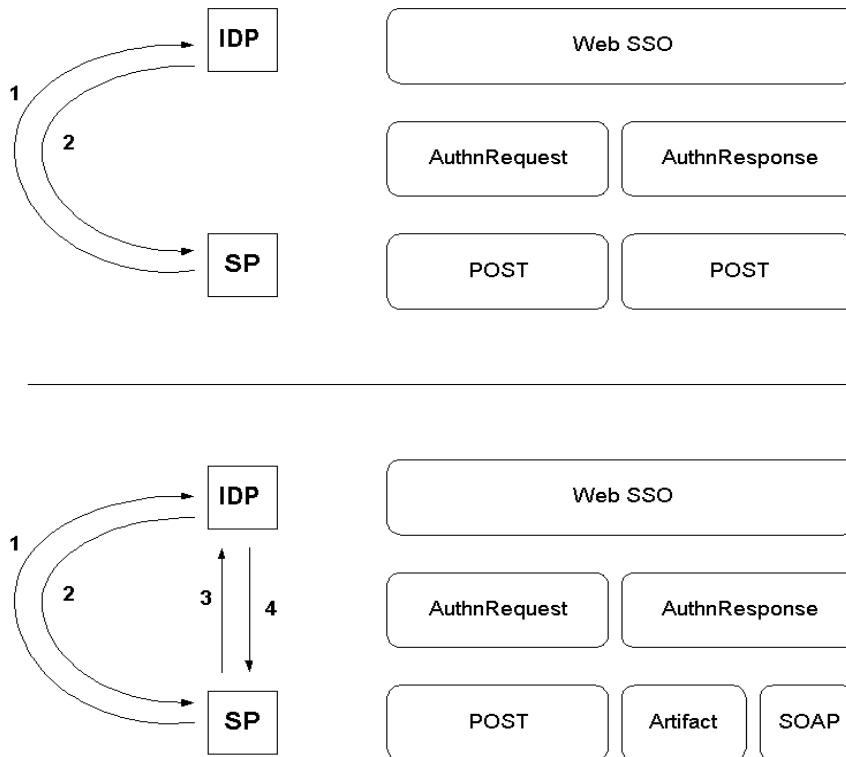 IDP
Web SSO
1
2
AuthnRequest
AuthnResponse
SP
POST
POST
IDP
Web SSO
1
2
3
4
AuthnRequest
AuthnResponse
SP
POST
Artifact
SOAP